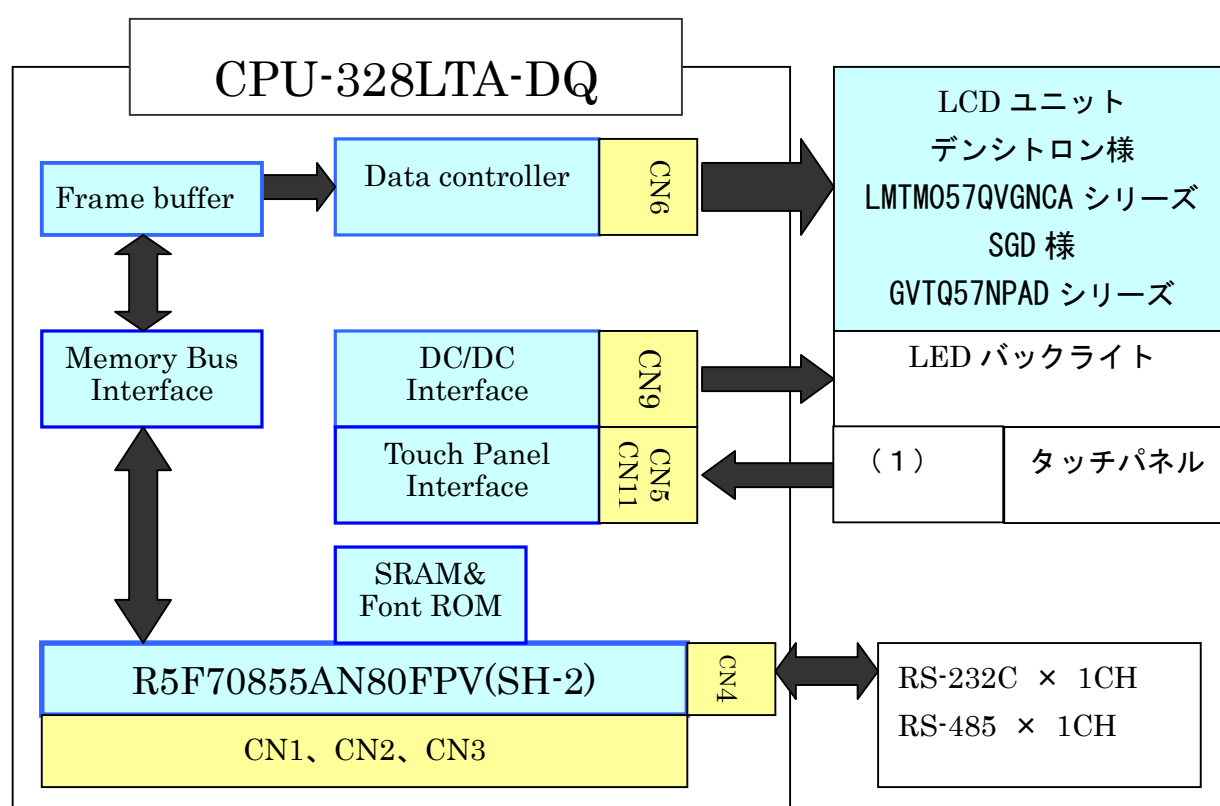 CPU-328LTA-DQ
Frame buffer
Data controller
CN6
LCD ユニット
デンシトロン様
LMTM057QVGNCA シリーズ
SGD 様
GVTQ57NPAD シリーズ
Memory Bus
Interface
DC/DC
Interface
CN9
LED バックライト
Touch Panel
Interface
CN5
CN11
(1)
タッチパネル
SRAM&
Font ROM
R5F70855AN80FPV(SH-2)
CN4
RS-232C × 1CH
RS-485 × 1CH
CN1、CN2、CN3